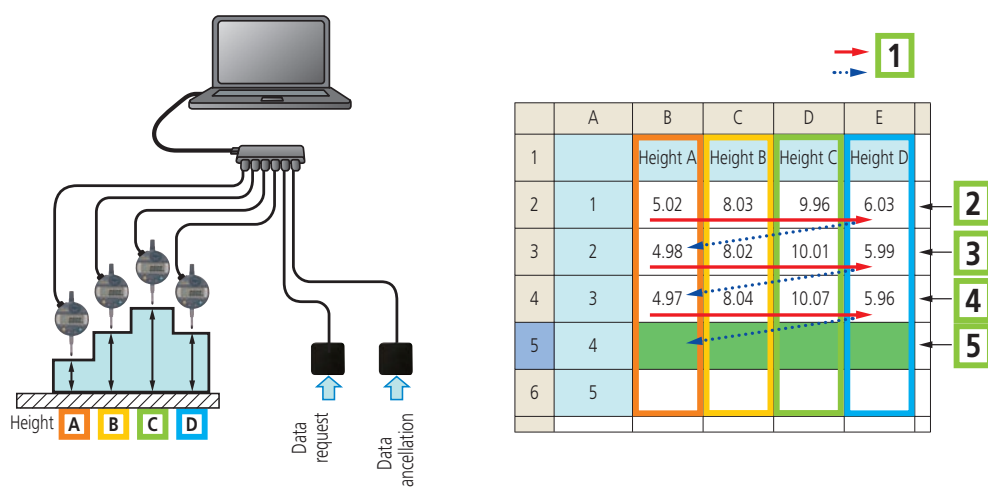 1
A B C D E
1 Height A Height B Height C Height D
2 1 5.02 8.03 9.96 6.03 2
3 2 4.98 8.02 10.01 5.99 3
4 3 4.97 8.04 10.07 5.96 4
5 4 5
6 5
Height A B C D
Data
request
Data
ancellation